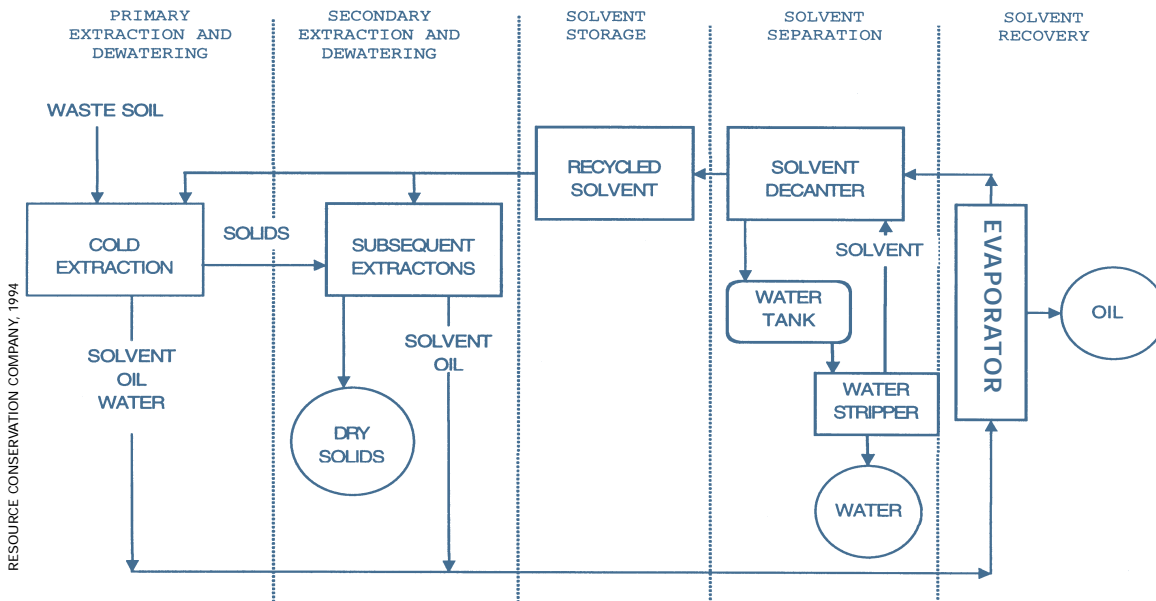 PRIMARY
EXTRACTION AND
DEWATERING
SECONDARY
EXTRACTION AND
DEWATERING
SOLVENT
STORAGE
SOLVENT
SEPARATION
SOLVENT
RECOVERY
WASTE SOIL
COLD
EXTRACTION
SOLIDS
SUBSEQUENT
EXTRACTONS
RECYCLED
SOLVENT
SOLVENT
DECANTER
SOLVENT
EVAPORATOR
OIL
WATER
TANK
WATER
STRIPPER
WATER
SOLVENT
OIL
WATER
SOLVENT
OIL
DRY
SOLIDS
RESOURCE CONSERVATION COMPANY, 1994